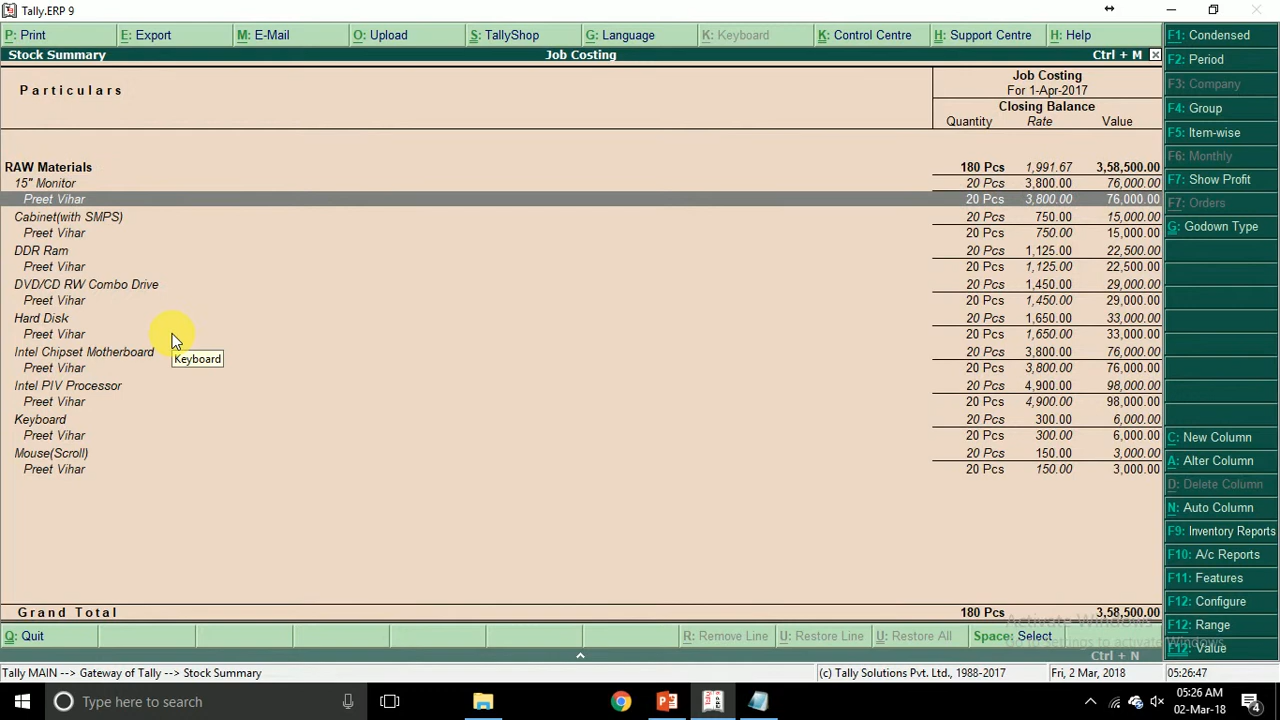 Tally.ERP 9
P: Print E: Export M: E-Mail O: Upload S: TallyShop G: Language K: Keyboard K: Control Centre H: Support Centre H: Help
Stock Summary Job Costing Ctrl + M
Particulars Job Costing
For 1-Apr-2017
Closing Balance
Quantity Rate Value
RAW Materials 180 Pcs 1,991.67 3,58,500.00
15" Monitor 20 Pcs 3,800.00 76,000.00
Preet Vihar 20 Pcs 3,800.00 76,000.00
Cabinet(with SMPS) 20 Pcs 750.00 15,000.00
Preet Vihar 20 Pcs 750.00 15,000.00
DDR Ram 20 Pcs 1,125.00 22,500.00
Preet Vihar 20 Pcs 1,125.00 22,500.00
DVD/CD RW Combo Drive 20 Pcs 1,450.00 29,000.00
Preet Vihar 20 Pcs 1,450.00 29,000.00
Hard Disk 20 Pcs 1,650.00 33,000.00
Preet Vihar 20 Pcs 1,650.00 33,000.00
Intel Chipset Motherboard 20 Pcs 3,800.00 76,000.00
Keyboard
Preet Vihar 20 Pcs 3,800.00 76,000.00
Intel PIV Processor 20 Pcs 4,900.00 98,000.00
Preet Vihar 20 Pcs 4,900.00 98,000.00
Keyboard 20 Pcs 300.00 6,000.00
Preet Vihar 20 Pcs 300.00 6,000.00
Mouse(Scroll) 20 Pcs 150.00 3,000.00
Preet Vihar 20 Pcs 150.00 3,000.00
Grand Total 180 Pcs 3,58,500.00
F1: Condensed
F2: Period
F3: Company
F4: Group
F5: Item-wise
F6: Monthly
F7: Show Profit
F7: Orders
G: Godown Type
C: New Column
A: Alter Column
D: Delete Column
N: Auto Column
F9: Inventory Reports
F10: A/c Reports
F11: Features
F12: Configure
F12: Range
F12: Value
Activate Windows
Go to Settings to activate Windows.
Q: Quit R: Remove Line U: Restore Line U: Restore All Space: Select
Ctrl + N
Tally MAIN --> Gateway of Tally --> Stock Summary (c) Tally Solutions Pvt. Ltd., 1988-2017 Fri, 2 Mar, 2018 05:26:47
Type here to search 05:26 AM
02-Mar-18
4